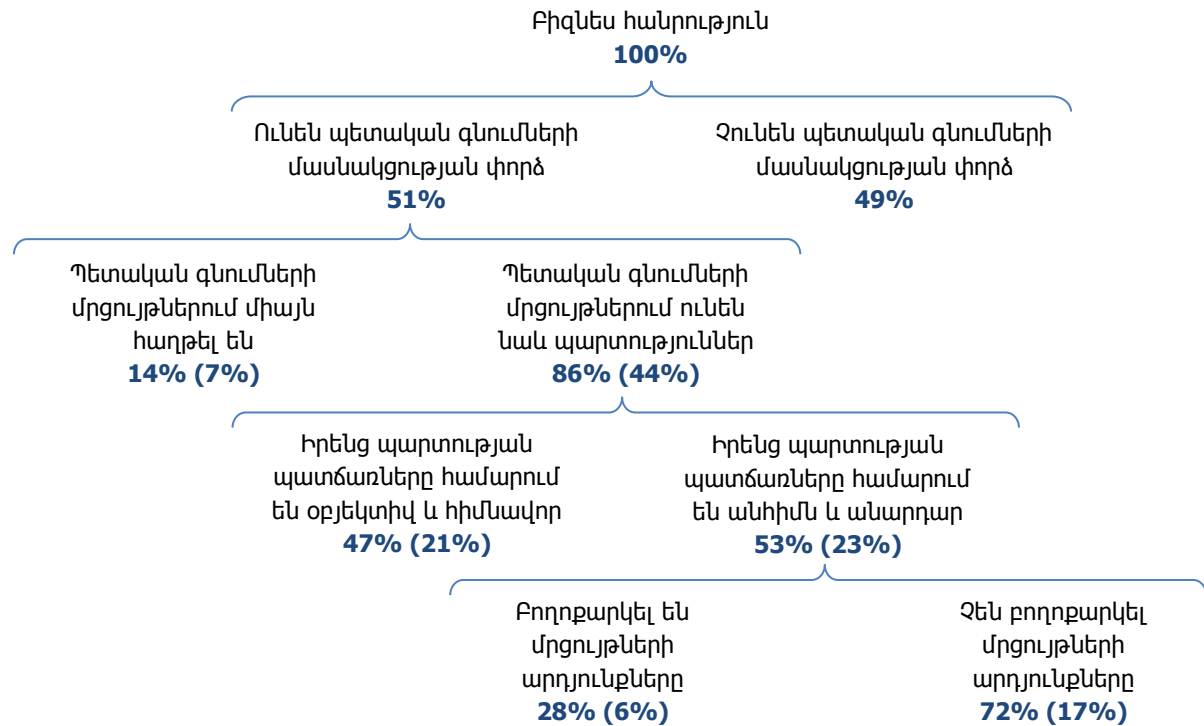 Բիզնես հանրություն
100%
Ունեն պետական գնումների
մասնակցության փորձ
51%
Չունեն պետական գնումների
մասնակցության փորձ
49%
Պետական գնումների
մրցույթներում միայն
հաղթել են
14% (7%)
Պետական գնումների
մրցույթներում ունեն
նաև պարտություններ
86% (44%)
Իրենց պարտության
պատճառները համարում
են օբյեկտիվ և հիմնավոր
47% (21%)
Իրենց պարտության
պատճառները համարում
են անհիմն և անարդար
53% (23%)
Բողոքարկել են
մրցույթների
արդյունքները
28% (6%)
Չեն բողոքարկել
մրցույթների
արդյունքները
72% (17%)